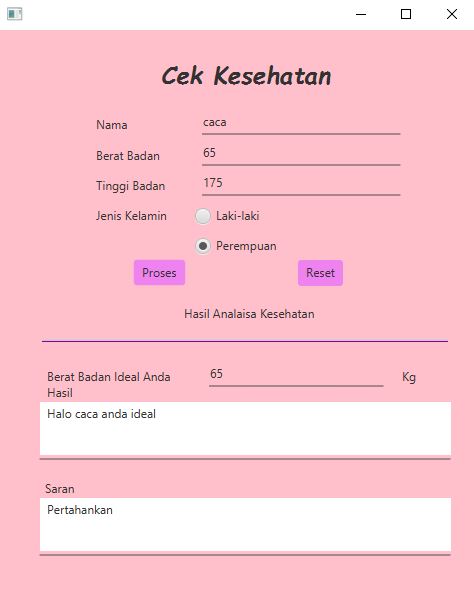 Cek Kesehatan
Nama caca
Berat Badan 65
Tinggi Badan 175
Jenis Kelamin Laki-laki
Perempuan
Proses Reset
Hasil Analaisa Kesehatan
Berat Badan Ideal Anda 65 Kg
Hasil
Halo caca anda ideal
Saran
Pertahankan